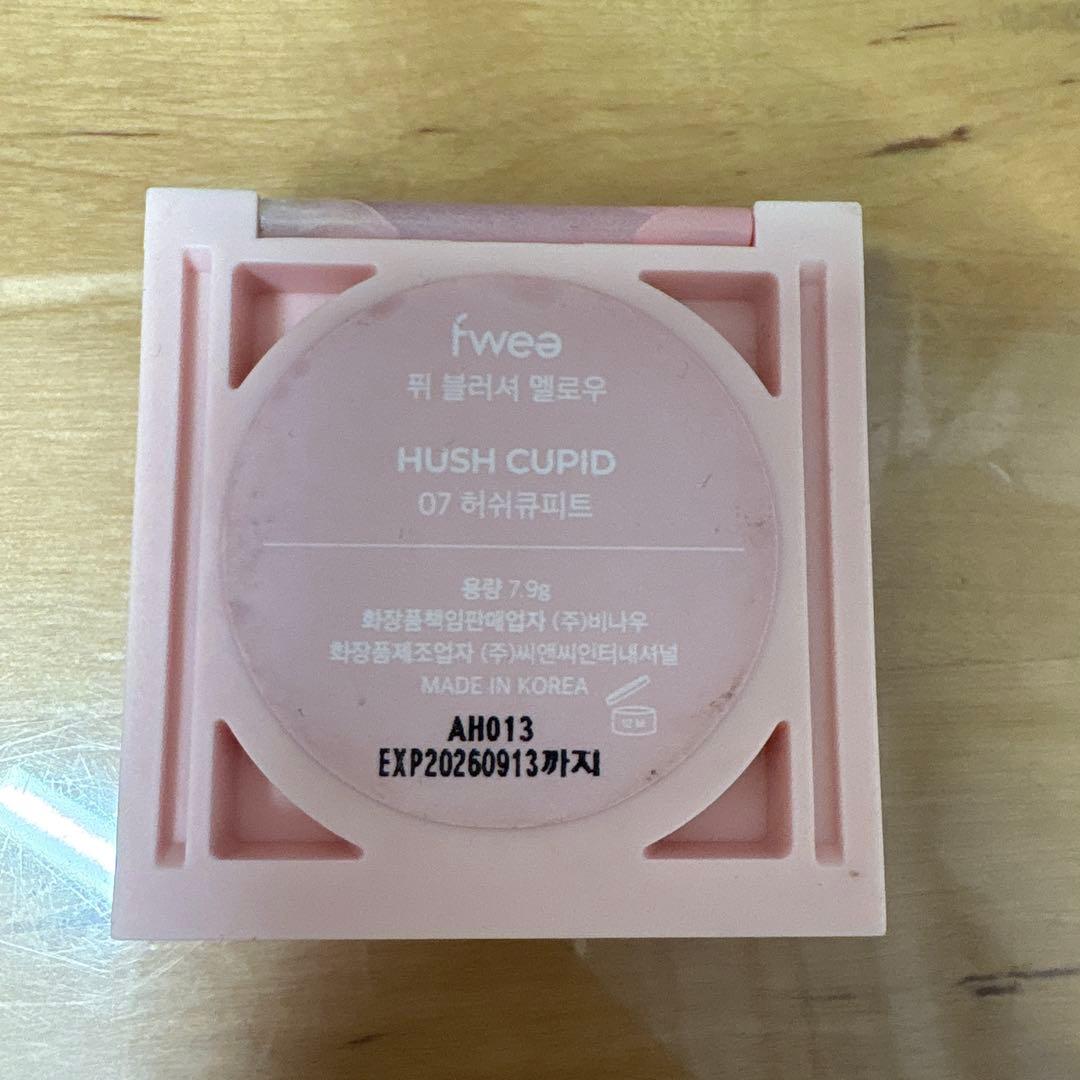 fwee
퓌 블러셔 멜로우
HUSH CUPID
07 허쉬큐피트
용량 7.9g
화장품책임판매업자 (주)비나우
화장품제조업자 (주)씨앤씨인터내셔널
MADE IN KOREA
12 M
AH013
EXP20260913까지